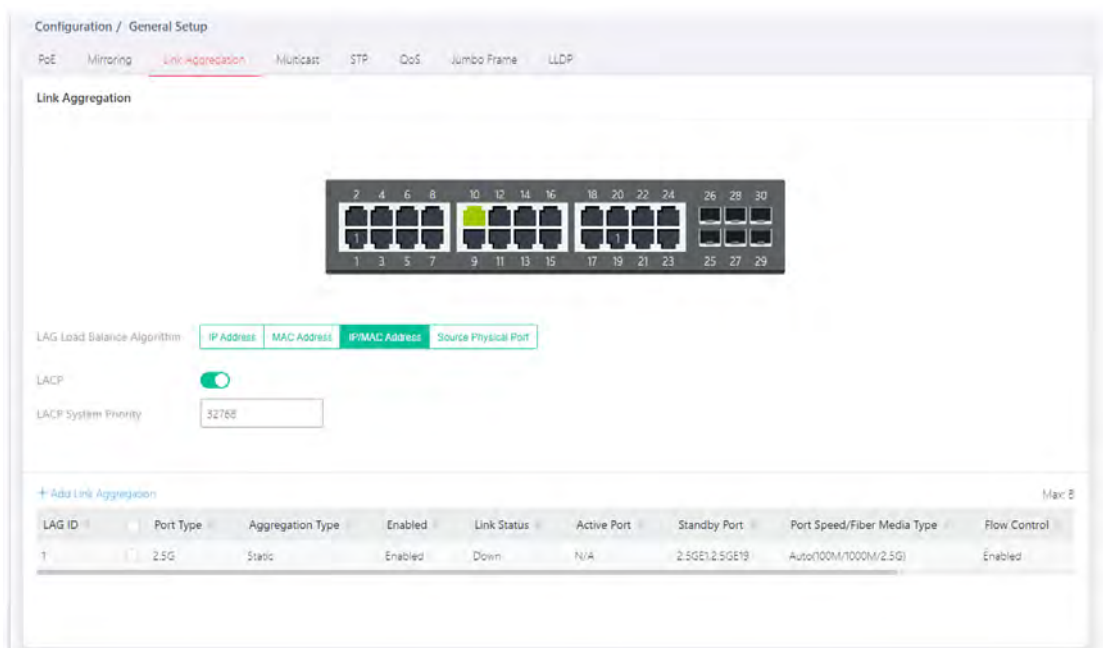 Configuration / General Setup
PoE Mirroring Link Aggregation Multicast STP QoS Jumbo Frame LLDP
Link Aggregation
2 4 6 8 10 12 14 16 18 20 22 24 26 28 30
1 1
1 3 5 7 9 11 13 15 17 19 21 23 25 27 29
LAG Load Balance Algorithm IP Address MAC Address IP/MAC Address Source Physical Port
LACP
LACP System Priority 32768
+ Add Link Aggregation Max: 8
LAG ID Port Type Aggregation Type Enabled Link Status Active Port Standby Port Port Speed/Fiber Media Type Flow Control
1 2.5G Static Enabled Down N/A 2.5GE1,2.5GE19 Auto(100M/1000M/2.5G) Enabled